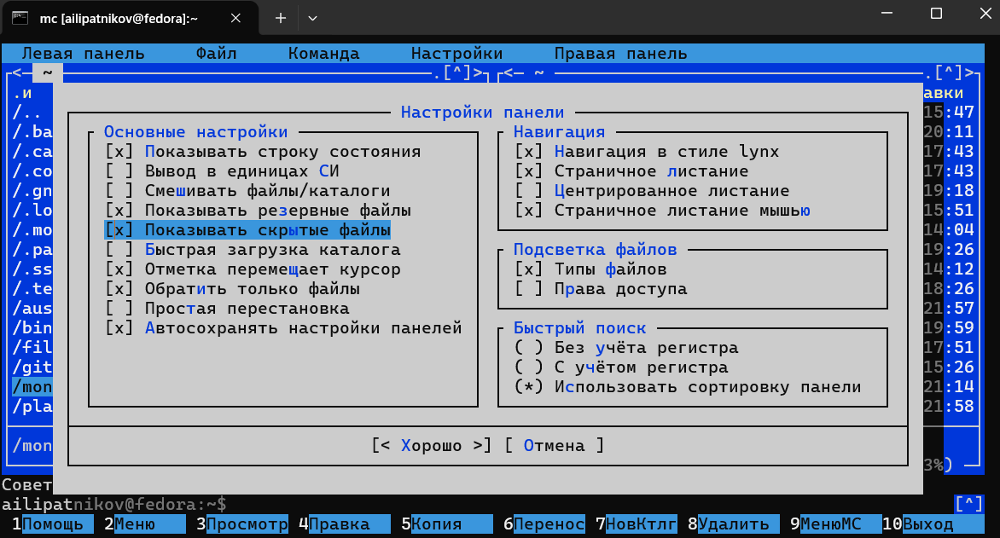 mc [ailipatnikov@fedora]:~
Левая панель Файл Команда Настройки Правая панель
<— ~ .[^]> <— ~ .[^]>
.и авки
/.. 15:47
/.ba 20:11
/.ca 17:43
/.co 17:43
/.gn 19:18
/.lo 15:51
/.mo 14:04
/.pa 19:26
/.ss 14:12
/.te 18:26
/aus 21:57
/bin 19:59
/fil 17:51
/git 15:26
/mon 21:14
/pla 21:58
/mon 3%)
Настройки панели
Основные настройки
[x] Показывать строку состояния
[ ] Вывод в единицах СИ
[ ] Смешивать файлы/каталоги
[x] Показывать резервные файлы
[x] Показывать скрытые файлы
[ ] Быстрая загрузка каталога
[x] Отметка перемещает курсор
[x] Обратить только файлы
[ ] Простая перестановка
[x] Автосохранять настройки панелей
Навигация
[x] Навигация в стиле lynx
[x] Страничное листание
[ ] Центрированное листание
[x] Страничное листание мышью
Подсветка файлов
[x] Типы файлов
[ ] Права доступа
Быстрый поиск
( ) Без учёта регистра
( ) С учётом регистра
(*) Использовать сортировку панели
[< Хорошо >] [ Отмена ]
Совет
ailipatnikov@fedora:~$ [^]
1Помощь 2Меню 3Просмотр 4Правка 5Копия 6Перенос 7НовКтлг 8Удалить 9МенюМС 10Выход